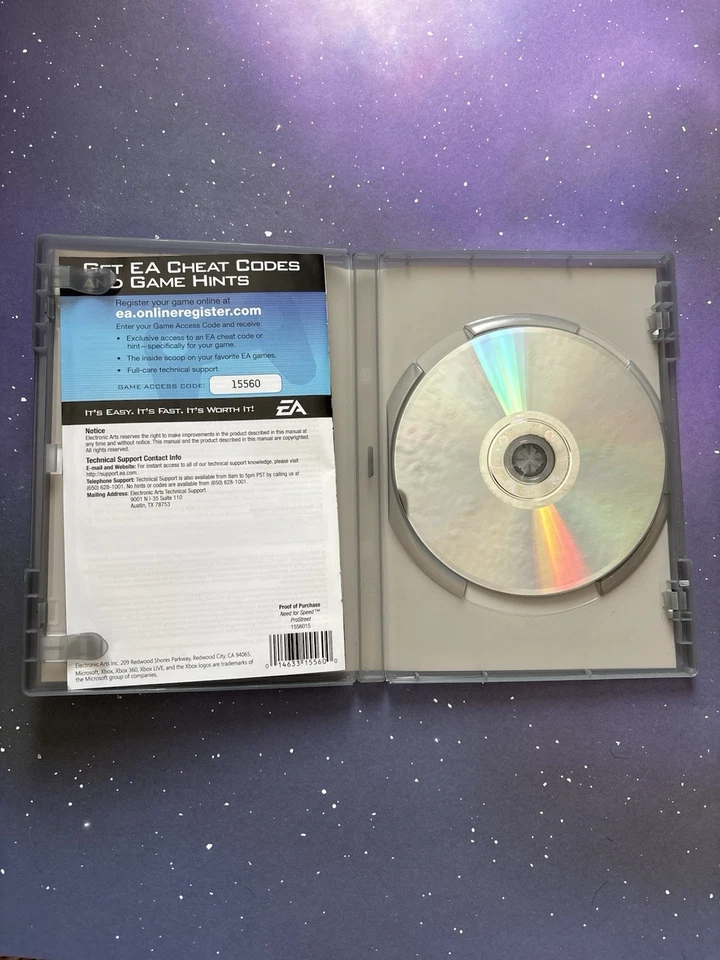 GET EA CHEAT CODES
AND GAME HINTS
Register your game online at
ea.onlineregister.com
Enter your Game Access Code and receive:
• Exclusive access to an EA cheat code or
hint—specifically for your game.
• The inside scoop on your favorite EA games.
• Full-care technical support.
GAME ACCESS CODE: 15560
IT'S EASY. IT'S FAST. IT'S WORTH IT! EA
Notice
Electronic Arts reserves the right to make improvements in the product described in this manual at
any time and without notice. This manual and the product described in this manual are copyrighted.
All rights reserved.
Technical Support Contact Info
E-mail and Website: For instant access to all of our technical support knowledge, please visit
http://support.ea.com.
Telephone Support: Technical Support is also available from 8am to 5pm PST by calling us at
(650) 628-1001. No hints or codes are available from (650) 628-1001.
Mailing Address: Electronic Arts Technical Support
9001 N I-35 Suite 110
Austin, TX 78753
Proof of Purchase
Need for Speed™
ProStreet
1556015
0 14633 15560 0
Electronic Arts Inc. 209 Redwood Shores Parkway, Redwood City, CA 94065.
Microsoft, Xbox, Xbox 360, Xbox LIVE, and the Xbox logos are trademarks of
the Microsoft group of companies.